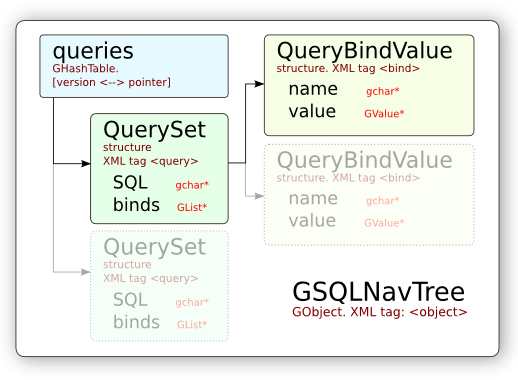 queries
GHashTable.
[version <--> pointer]
QuerySet
structure
XML tag <query>
SQL gchar*
binds GList*
QuerySet
structure
XML tag <query>
SQL gchar*
binds GList*
QueryBindValue
structure. XML tag <bind>
name gchar*
value GValue*
QueryBindValue
structure. XML tag <bind>
name gchar*
value GValue*
GSQLNavTree
GObject. XML tag: <object>